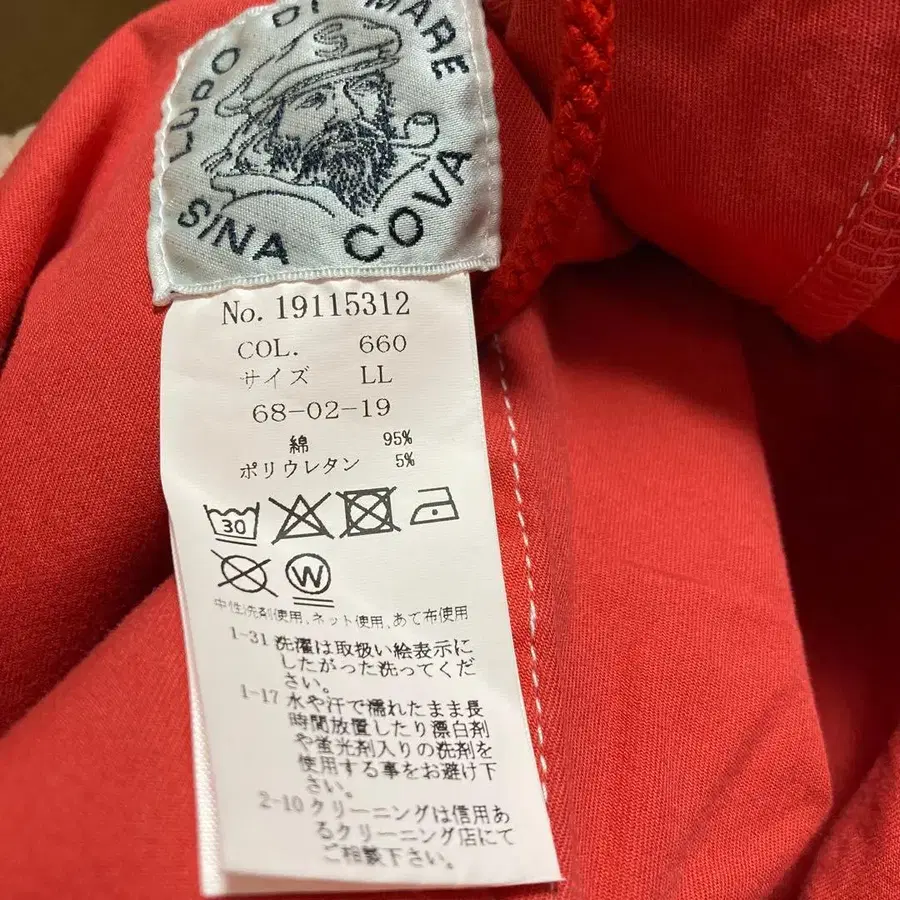 LUPO DI MARE
S
SINA COVA
No. 19115312
COL. 660
サイズ LL
68-02-19
綿 95%
ポリウレタン 5%
30
W
中性洗剤使用、ネット使用、あて布使用
1-31 洗濯は取扱い絵表示に
したがった洗ってくだ
さい。
1-17 水や汗で濡れたまま長
時間放置したり漂白剤
や蛍光剤入りの洗剤を
使用する事をお避け下
さい。
2-10 クリーニングは信用あ
るクリーニング店にて
ご相談下さい。